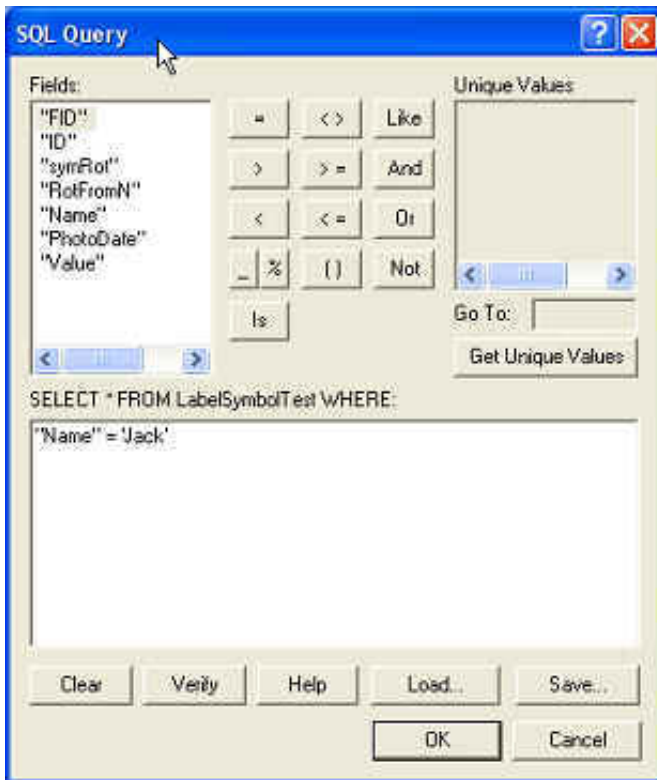 SQL Query
Fields:
Unique Values
"FID"
"ID"
"symRot"
"RotFromN"
"Name"
"PhotoDate"
"Value"
= <> Like
> >= And
< <= Or
_ % () Not
Is
Go To:
Get Unique Values
SELECT * FROM LabelSymbolTest WHERE:
"Name" = 'Jack'
Clear Verify Help Load... Save...
OK Cancel